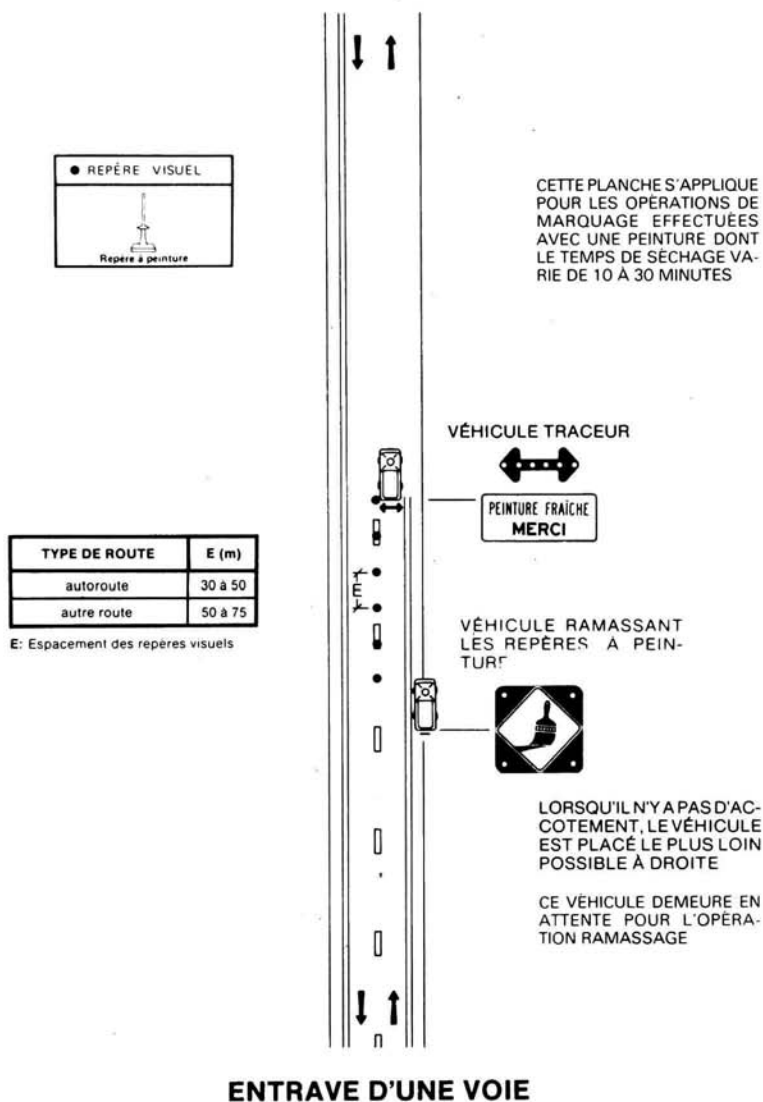 ● REPÈRE VISUEL
Repère à peinture
CETTE PLANCHE S'APPLIQUE
POUR LES OPÉRATIONS DE
MARQUAGE EFFECTUÉES
AVEC UNE PEINTURE DONT
LE TEMPS DE SÉCHAGE VA-
RIE DE 10 À 30 MINUTES
VÉHICULE TRACEUR
PEINTURE FRAÎCHE
MERCI
TYPE DE ROUTE E (m)
autoroute 30 à 50
autre route 50 à 75
E: Espacement des repères visuels
E
VÉHICULE RAMASSANT
LES REPÈRES À PEIN-
TURE
LORSQU'IL N'Y A PAS D'AC-
COTEMENT, LE VÉHICULE
EST PLACÉ LE PLUS LOIN
POSSIBLE À DROITE
CE VÉHICULE DEMEURE EN
ATTENTE POUR L'OPÉRA-
TION RAMASSAGE
ENTRAVE D'UNE VOIE